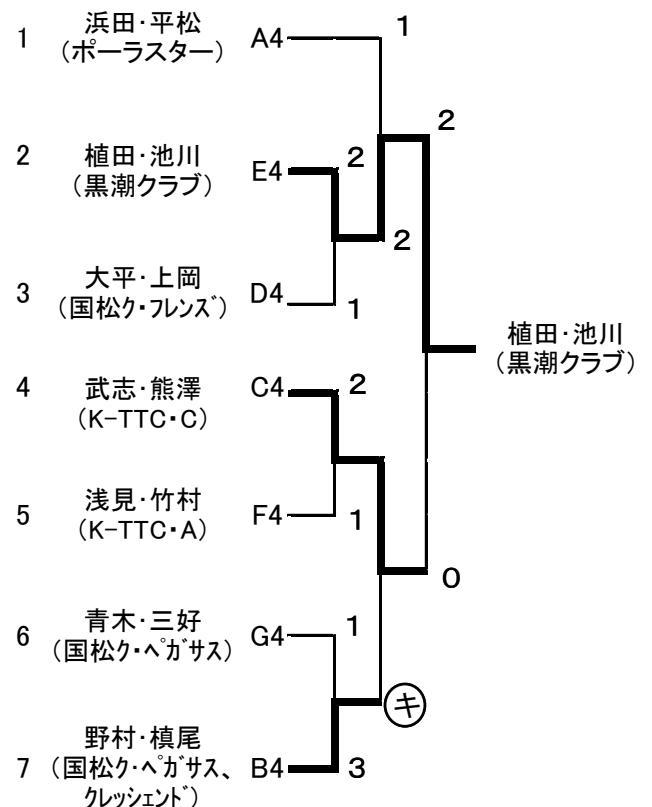 1 浜田・平松 A4 1
(ポーラスター)
2
2 植田・池川 E4 2
(黒潮クラブ)
2
3 大平・上岡 D4 1
(国松ク・フレンズ)
植田・池川
(黒潮クラブ)
4 武志・熊澤 C4 2
(K-TTC・C)
5 浅見・竹村 F4 1
(K-TTC・A)
0
6 青木・三好 G4 1
(国松ク・ペガサス)
キ
野村・槙尾
7 (国松ク・ペガサス、 B4 3
クレッシェンド)